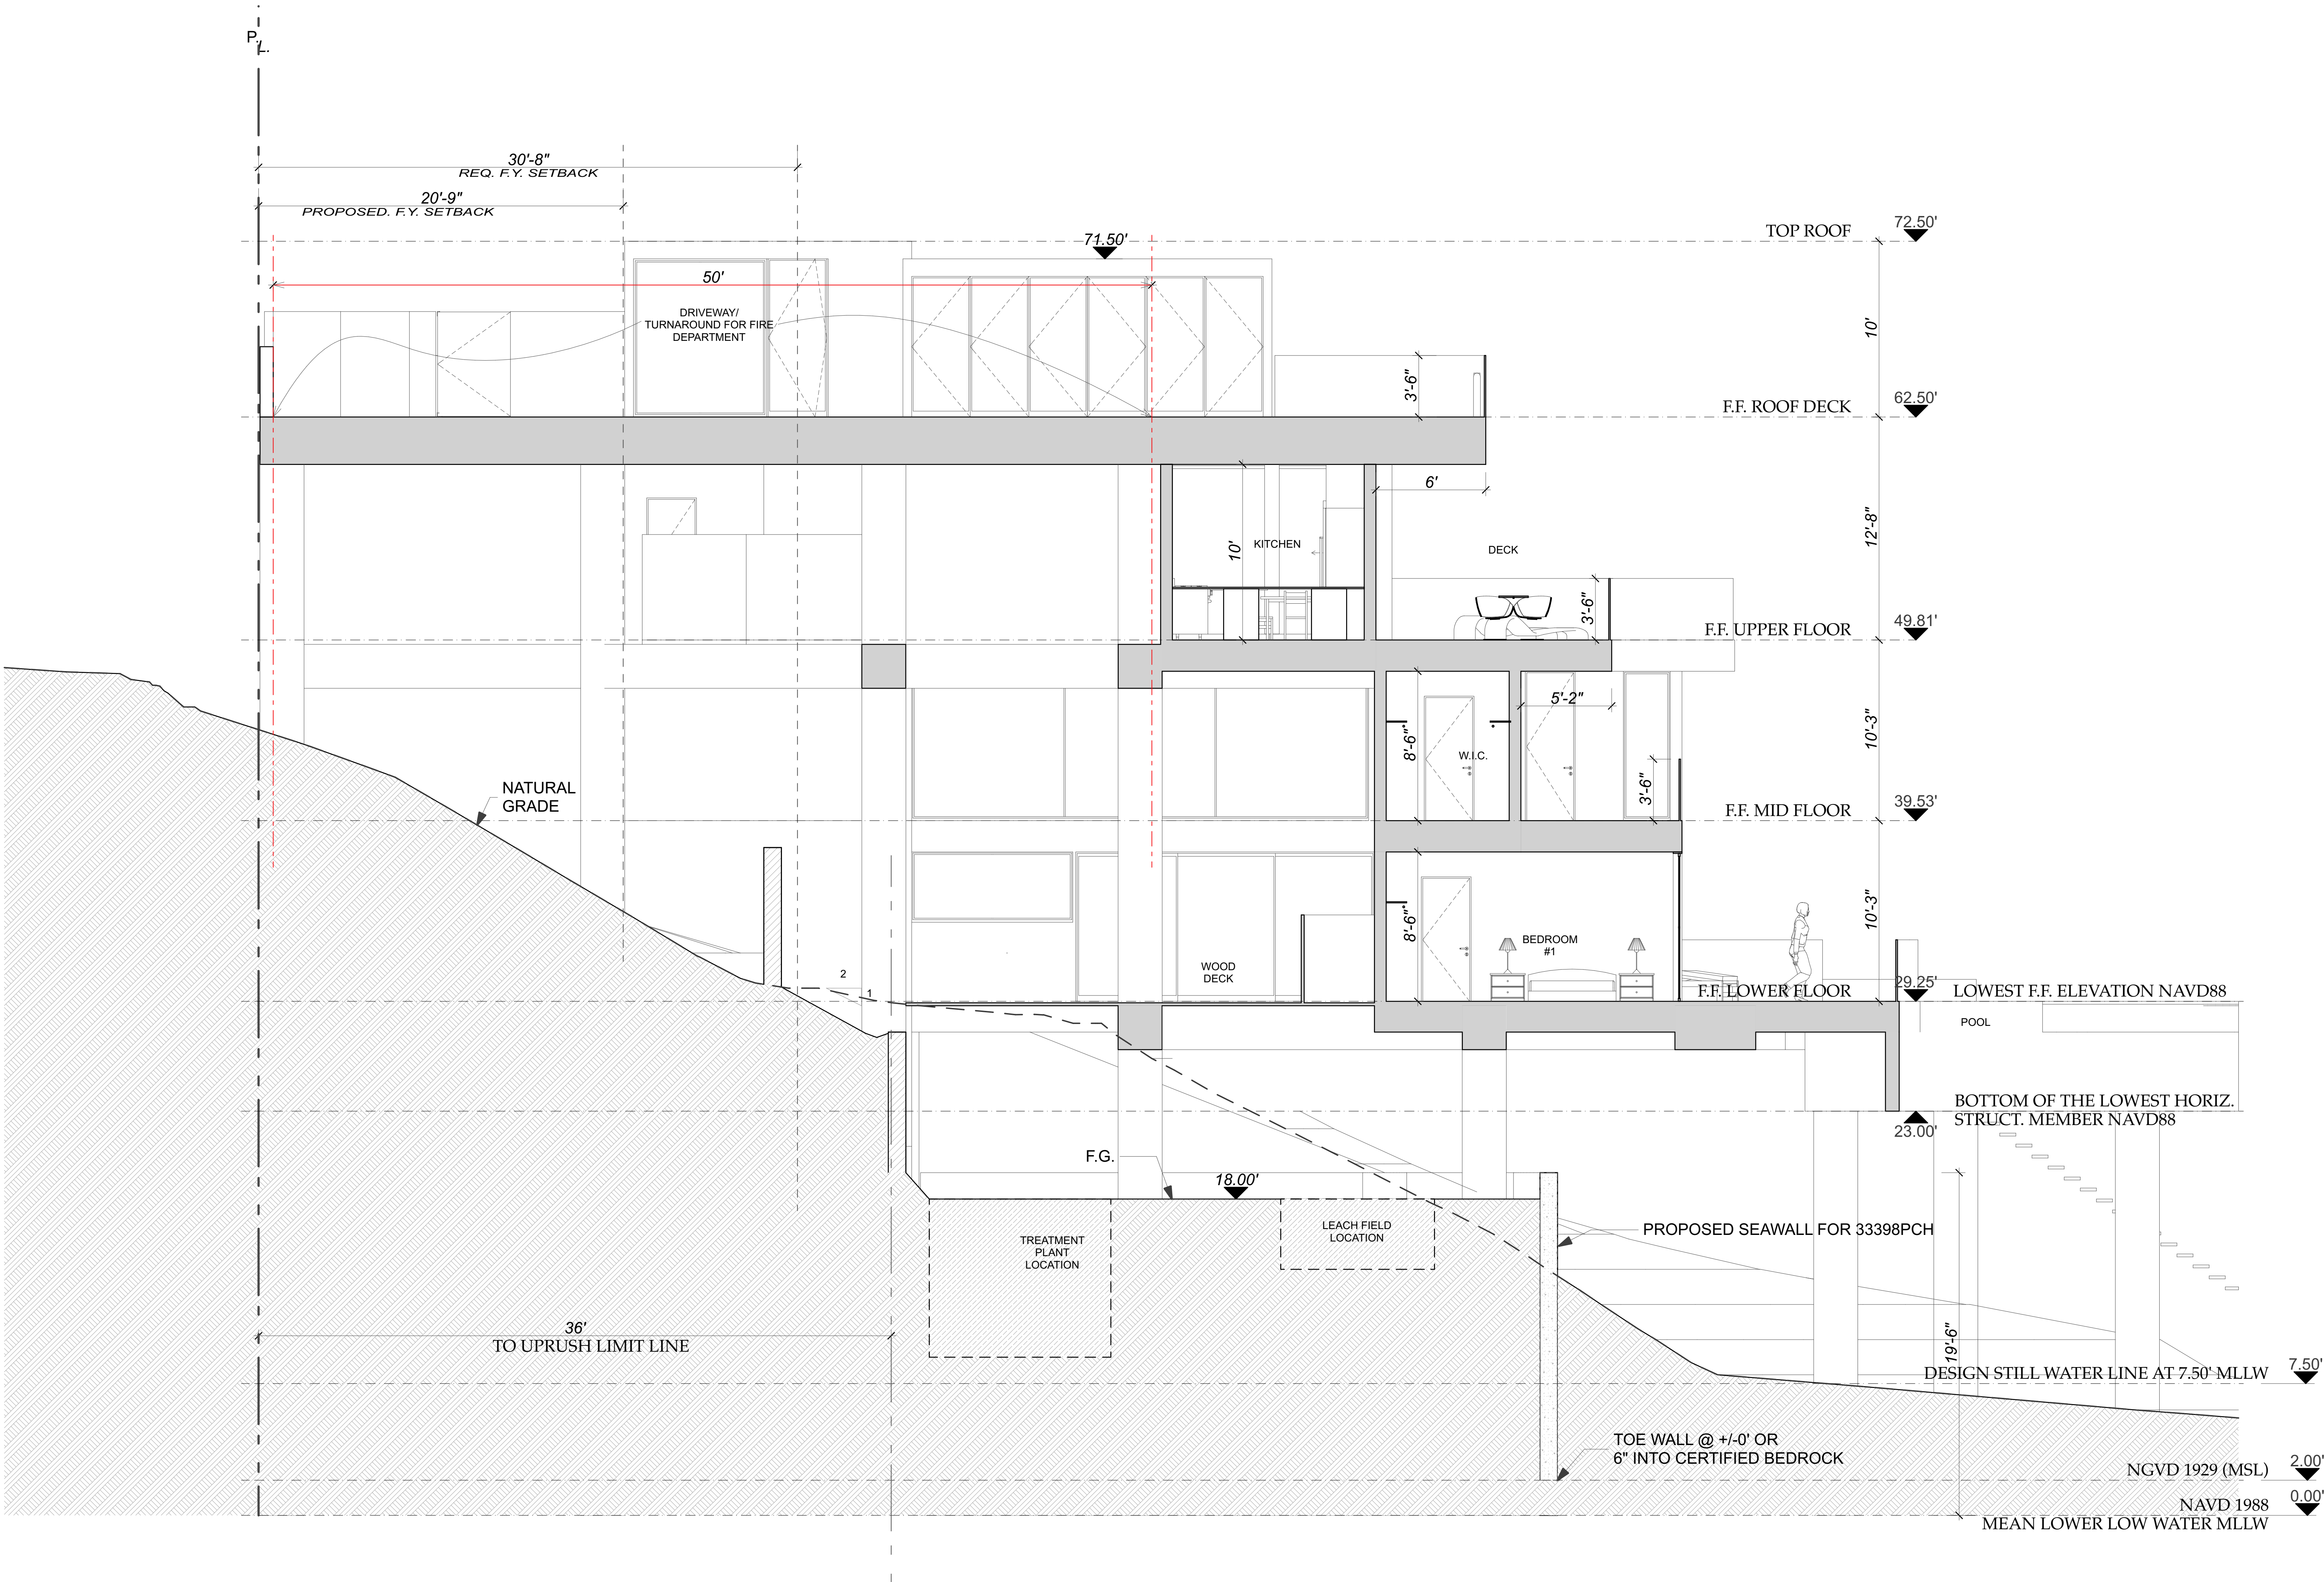 P.L.
30'-8"
REQ. F.Y. SETBACK
20'-9"
PROPOSED. F.Y. SETBACK
TOP ROOF
72.50'
71.50'
50'
DRIVEWAY/
TURNAROUND FOR FIRE
DEPARTMENT
10'
3'-6"
F.F. ROOF DECK
62.50'
6'
12'-8"
10'
KITCHEN
DECK
3'-6"
F.F. UPPER FLOOR
49.81'
5'-2"
10'-3"
8'-6"
W.I.C.
3'-6"
NATURAL
GRADE
F.F. MID FLOOR
39.53'
10'-3"
8'-6"
BEDROOM
#1
WOOD
DECK
2
1
F.F. LOWER FLOOR
29.25'
LOWEST F.F. ELEVATION NAVD88
POOL
BOTTOM OF THE LOWEST HORIZ.
STRUCT. MEMBER NAVD88
23.00'
F.G.
18.00'
TREATMENT
PLANT
LOCATION
LEACH FIELD
LOCATION
PROPOSED SEAWALL FOR 33398PCH
36'
TO UPRUSH LIMIT LINE
19'-6"
DESIGN STILL WATER LINE AT 7.50' MLLW
7.50'
TOE WALL @ +/-0' OR
6" INTO CERTIFIED BEDROCK
NGVD 1929 (MSL)
2.00'
NAVD 1988
0.00'
MEAN LOWER LOW WATER MLLW